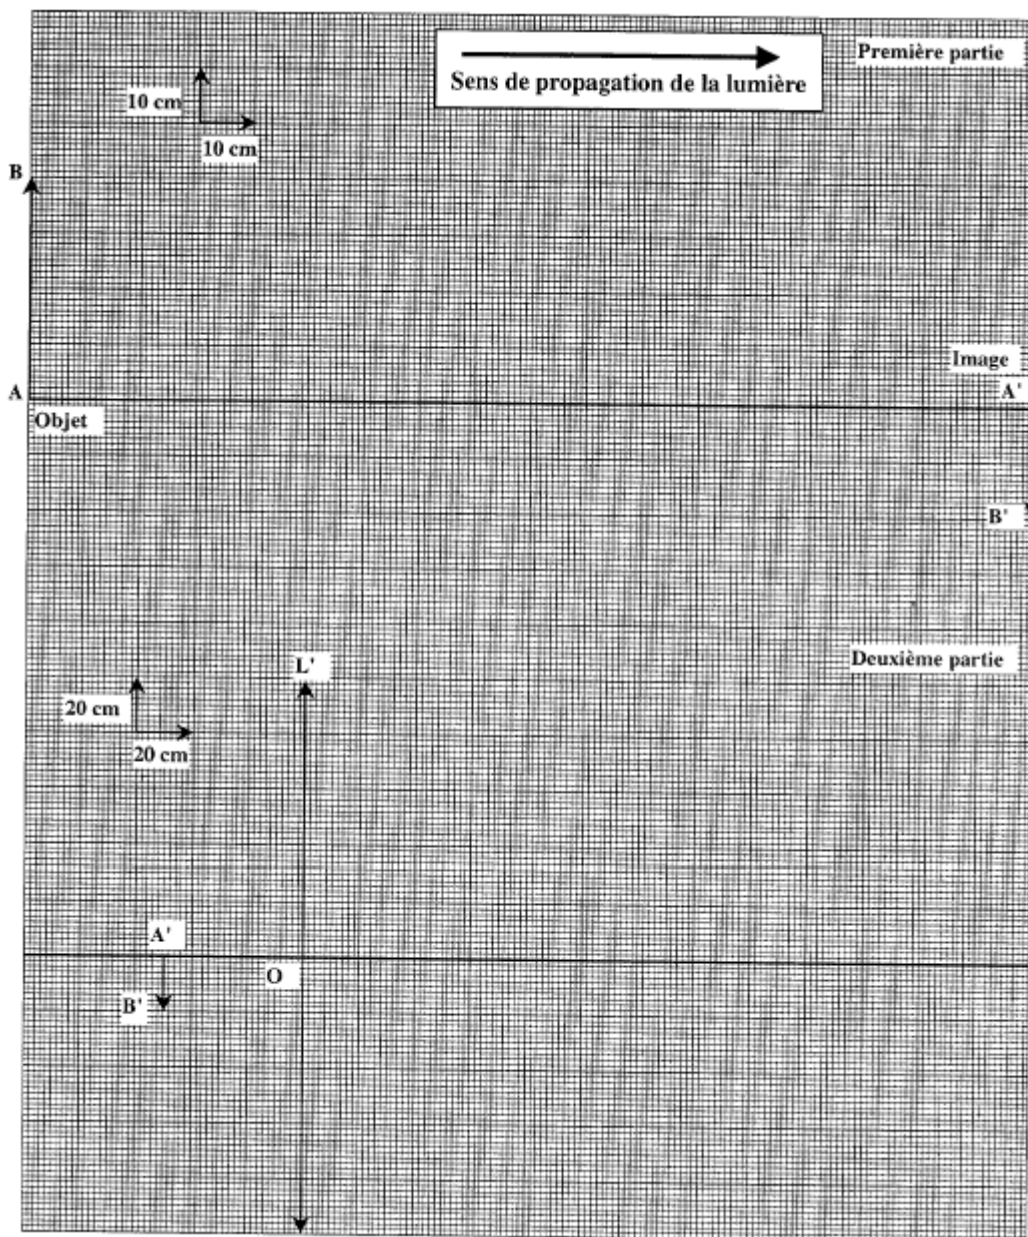 Première partie
Sens de propagation de la lumière
10 cm
10 cm
B
Image
A
A'
Objet
B'
Deuxième partie
L'
20 cm
20 cm
A'
O
B'